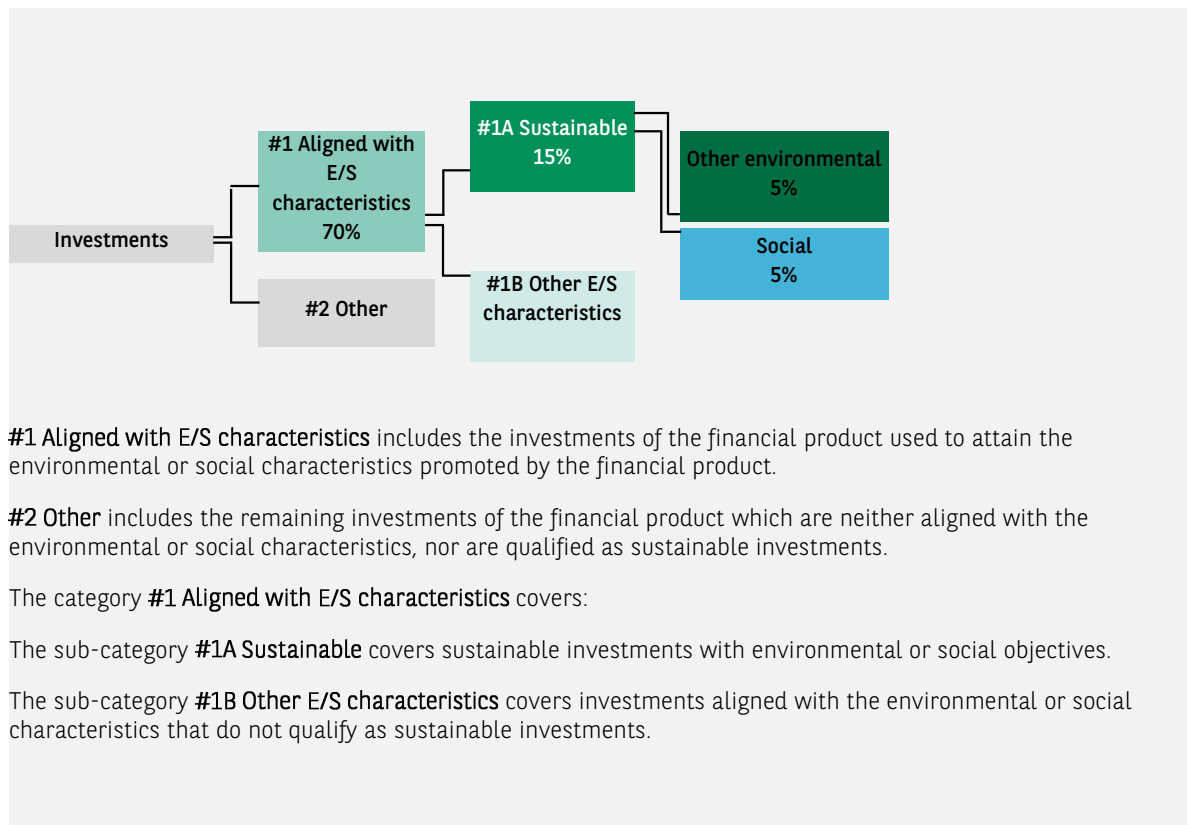 #1A Sustainable
15%
#1 Aligned with
E/S
characteristics
70%
Other environmental
5%
Investments
Social
5%
#1B Other E/S
characteristics
#2 Other
#1 Aligned with E/S characteristics includes the investments of the financial product used to attain the
environmental or social characteristics promoted by the financial product.
#2 Other includes the remaining investments of the financial product which are neither aligned with the
environmental or social characteristics, nor are qualified as sustainable investments.
The category #1 Aligned with E/S characteristics covers:
The sub-category #1A Sustainable covers sustainable investments with environmental or social objectives.
The sub-category #1B Other E/S characteristics covers investments aligned with the environmental or social
characteristics that do not qualify as sustainable investments.